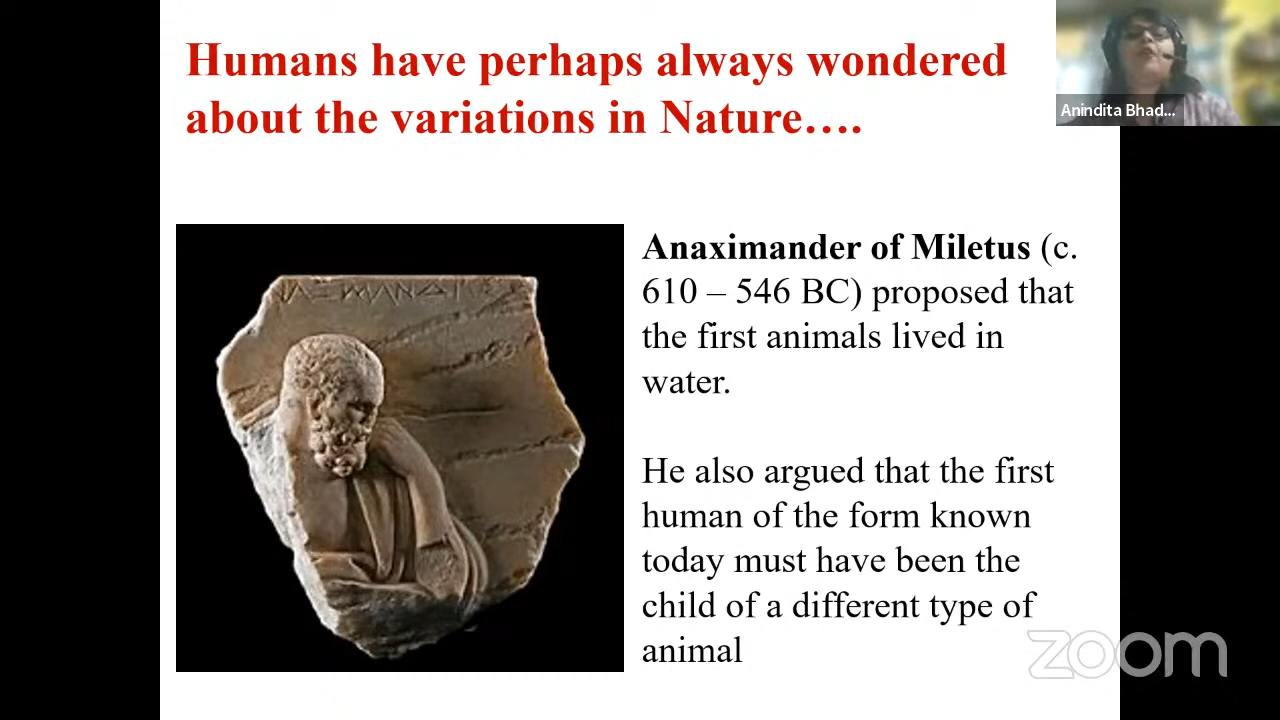 Humans have perhaps always wondered
about the variations in Nature….
Anindita Bhad...
Anaximander of Miletus (c.
610 – 546 BC) proposed that
the first animals lived in
water.
He also argued that the first
human of the form known
today must have been the
child of a different type of
animal
zoom